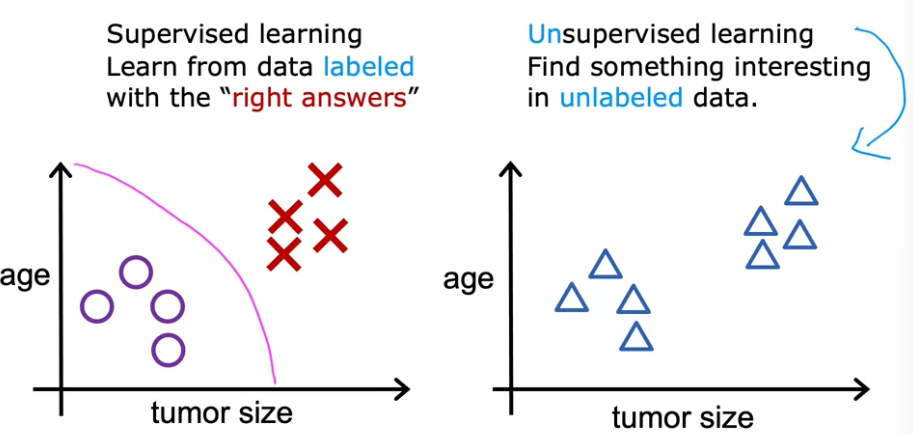 Supervised learning
Learn from data labeled
with the “right answers”
age
tumor size
Unsupervised learning
Find something interesting
in unlabeled data.
age
tumor size